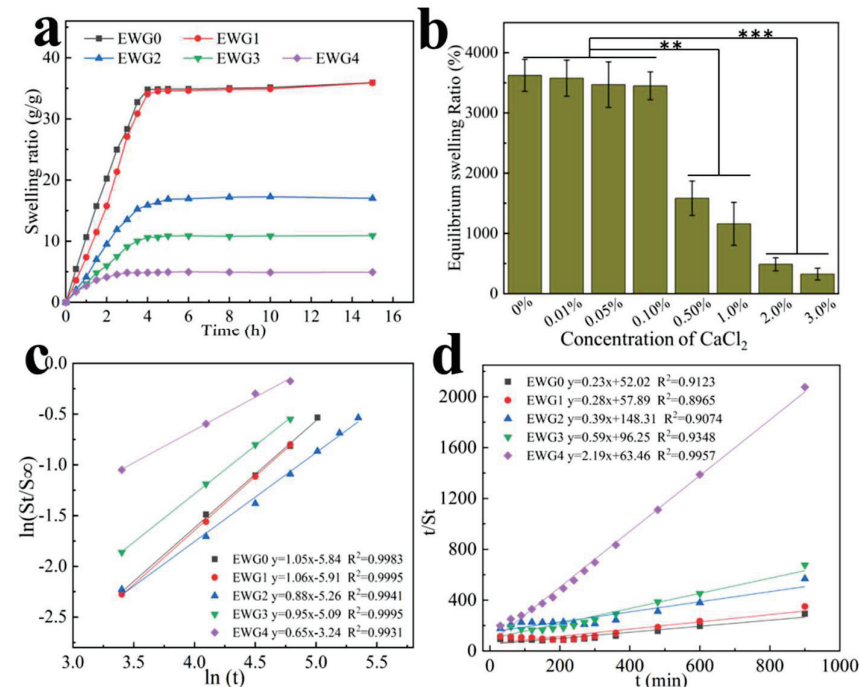 a
EWG0 EWG1
EWG2 EWG3 EWG4
Swelling ratio (g/g)
40
30
20
10
0
0 2 4 6 8 10 12 14 16
Time (h)
b
*** 
**
Equilibrium swelling Ratio (%)
4000
3000
2000
1000
0
0% 0.01% 0.05% 0.10% 0.50% 1.0% 2.0% 3.0%
Concentration of CaCl2
c
ln(St/S∞)
-0.0
-0.5
-1.0
-1.5
-2.0
-2.5
EWG0 y=1.05x-5.84 R²=0.9983
EWG1 y=1.06x-5.91 R²=0.9995
EWG2 y=0.88x-5.26 R²=0.9941
EWG3 y=0.95x-5.09 R²=0.9995
EWG4 y=0.65x-3.24 R²=0.9931
3.0 3.5 4.0 4.5 5.0 5.5
ln (t)
d
EWG0 y=0.23x+52.02 R²=0.9123
EWG1 y=0.28x+57.89 R²=0.8965
EWG2 y=0.39x+148.31 R²=0.9074
EWG3 y=0.59x+96.25 R²=0.9348
EWG4 y=2.19x+63.46 R²=0.9957
t/St
2000
1600
1200
800
400
0
0 100 200 300 400 500 600 700 800 900 1000
t (min)